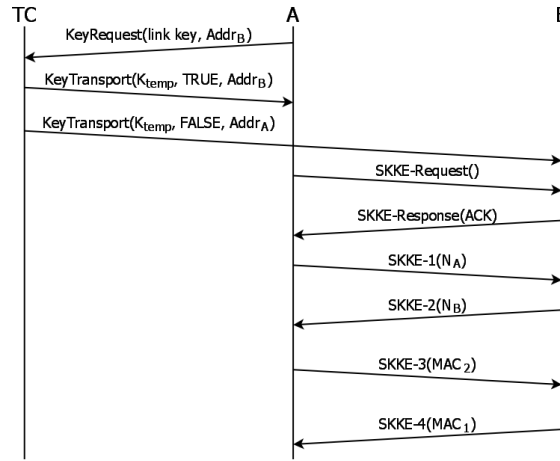 TC A
KeyRequest(link key, AddrB)
KeyTransport(Ktemp, TRUE, AddrB)
KeyTransport(Ktemp, FALSE, AddrA)
SKKE-Request()
SKKE-Response(ACK)
SKKE-1(NA)
SKKE-2(NB)
SKKE-3(MAC2)
SKKE-4(MAC1)